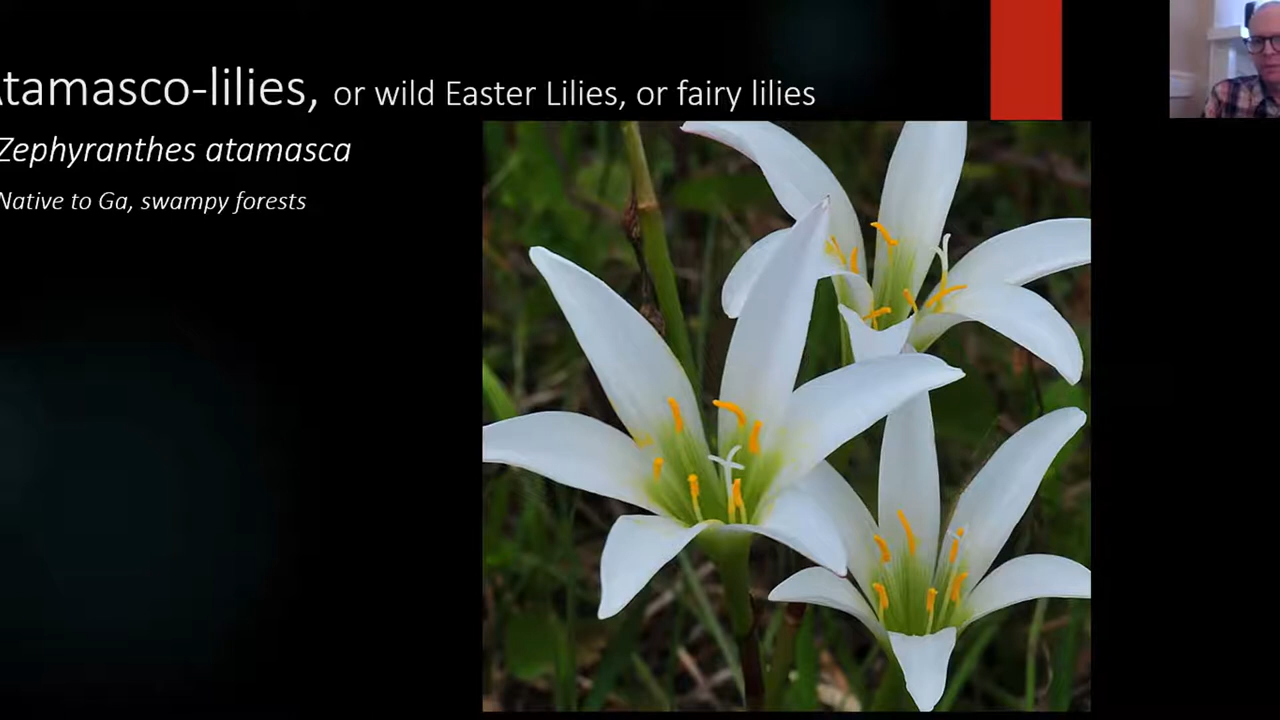 tamasco-lilies, or wild Easter Lilies, or fairy lilies
Zephyranthes atamasca
Native to Ga, swampy forests